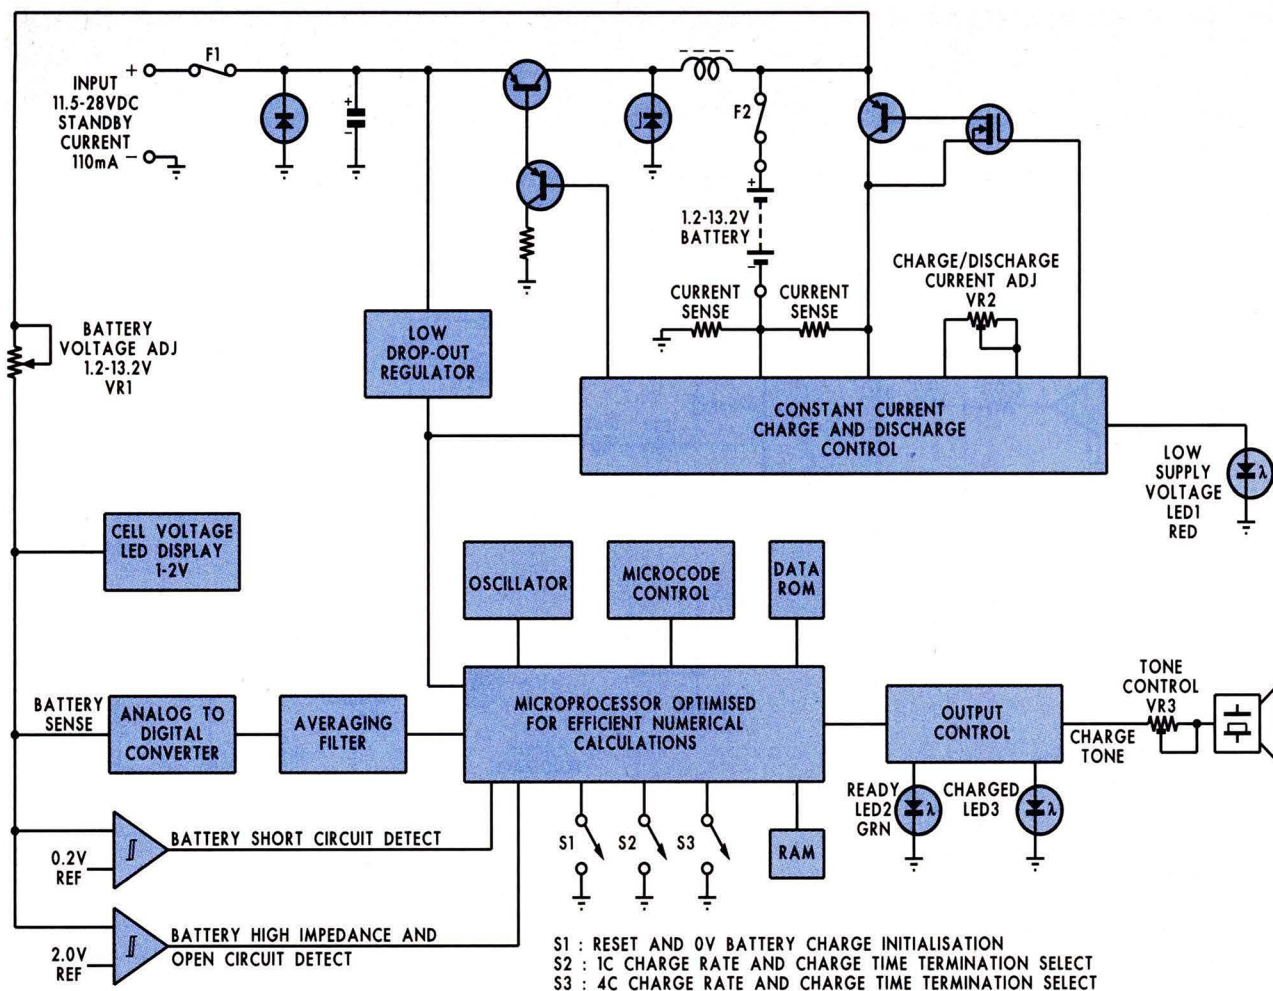 F1
+
INPUT
11.5-28VDC
STANDBY
CURRENT
110mA
−
+
-
F2
+
1.2-13.2V
BATTERY
-
CHARGE/DISCHARGE
CURRENT ADJ
VR2
CURRENT
SENSE
CURRENT
SENSE
BATTERY
VOLTAGE ADJ
1.2-13.2V
VR1
LOW
DROP-OUT
REGULATOR
CONSTANT CURRENT
CHARGE AND DISCHARGE
CONTROL
LOW
SUPPLY
VOLTAGE
LED1
RED
λ
CELL VOLTAGE
LED DISPLAY
1-2V
OSCILLATOR
MICROCODE
CONTROL
DATA
ROM
BATTERY
SENSE
ANALOG TO
DIGITAL
CONVERTER
AVERAGING
FILTER
MICROPROCESSOR OPTIMISED
FOR EFFICIENT NUMERICAL
CALCULATIONS
OUTPUT
CONTROL
TONE
CONTROL
VR3
CHARGE
TONE
READY
LED2
GRN
λ
CHARGED
LED3
λ
BATTERY SHORT CIRCUIT DETECT
0.2V
REF
S1
S2
S3
RAM
BATTERY HIGH IMPEDANCE AND
OPEN CIRCUIT DETECT
2.0V
REF
S1 : RESET AND 0V BATTERY CHARGE INITIALISATION
S2 : 1C CHARGE RATE AND CHARGE TIME TERMINATION SELECT
S3 : 4C CHARGE RATE AND CHARGE TIME TERMINATION SELECT